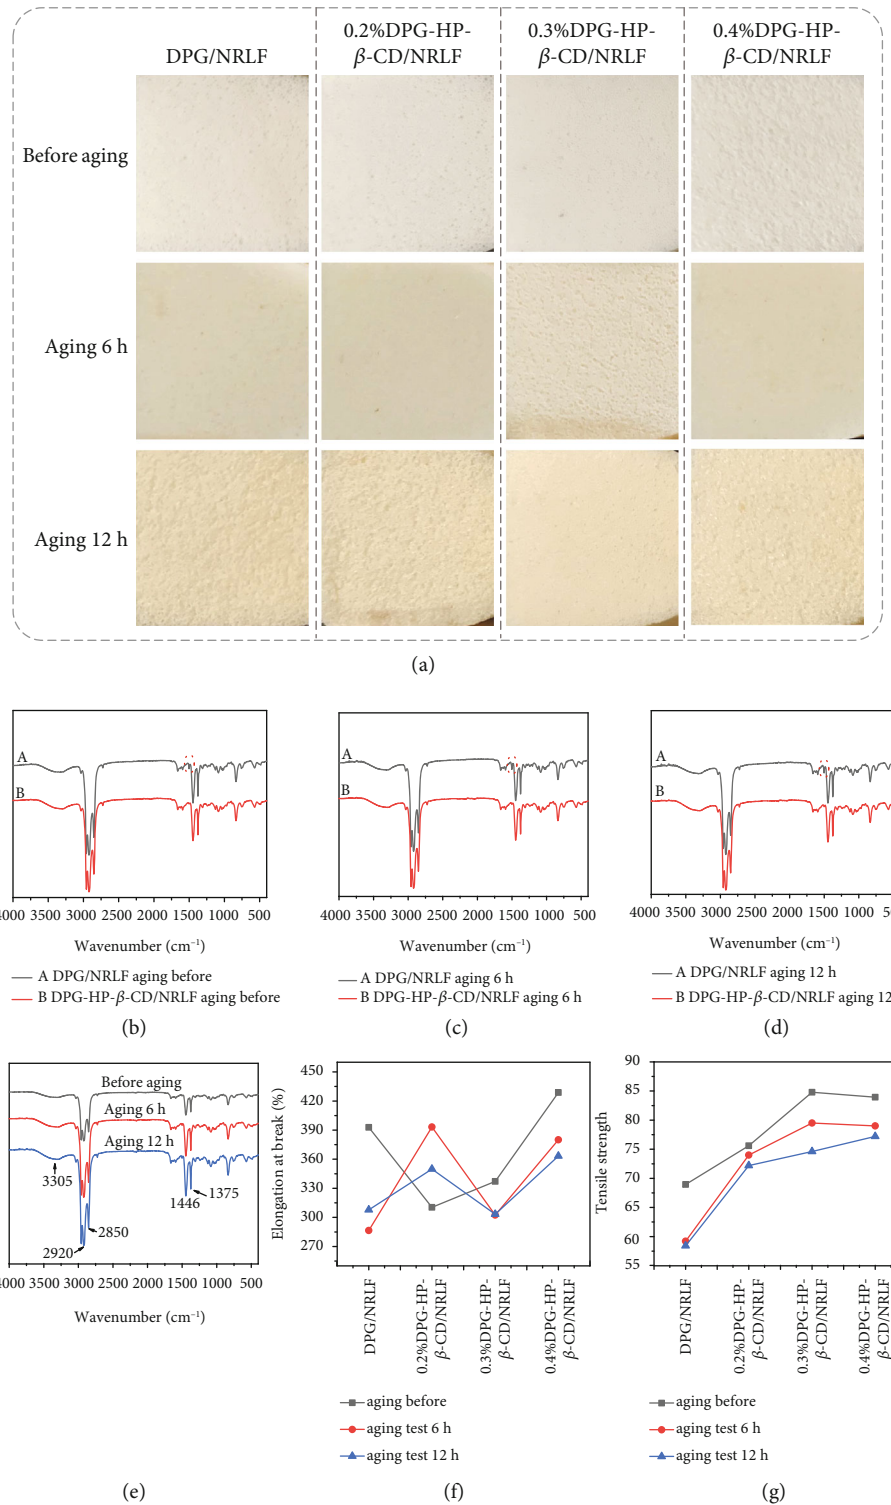 DPG/NRLF
0.2%DPG-HP-
β-CD/NRLF
0.3%DPG-HP-
β-CD/NRLF
0.4%DPG-HP-
β-CD/NRLF
Before aging
Aging 6 h
Aging 12 h
(a)
A
B
4000 3500 3000 2500 2000 1500 1000 500
Wavenumber (cm⁻¹)
A DPG/NRLF aging before
B DPG-HP-β-CD/NRLF aging before
(b)
A
B
4000 3500 3000 2500 2000 1500 1000 500
Wavenumber (cm⁻¹)
A DPG/NRLF aging 6 h
B DPG-HP-β-CD/NRLF aging 6 h
(c)
A
B
4000 3500 3000 2500 2000 1500 1000 500
Wavenumber (cm⁻¹)
A DPG/NRLF aging 12 h
B DPG-HP-β-CD/NRLF aging 12
(d)
Before aging
Aging 6 h
Aging 12 h
3305
1446
1375
2850
2920
4000 3500 3000 2500 2000 1500 1000 500
Wavenumber (cm⁻¹)
(e)
Elongation at break (%)
450
420
390
360
330
300
270
DPG/NRLF
0.2%DPG-HP-
β-CD/NRLF
0.3%DPG-HP-
β-CD/NRLF
0.4%DPG-HP-
β-CD/NRLF
aging before
aging test 6 h
aging test 12 h
(f)
Tensile strength
90
85
80
75
70
65
60
55
DPG/NRLF
0.2%DPG-HP-
β-CD/NRLF
0.3%DPG-HP-
β-CD/NRLF
0.4%DPG-HP-
β-CD/NRLF
aging before
aging test 6 h
aging test 12 h
(g)